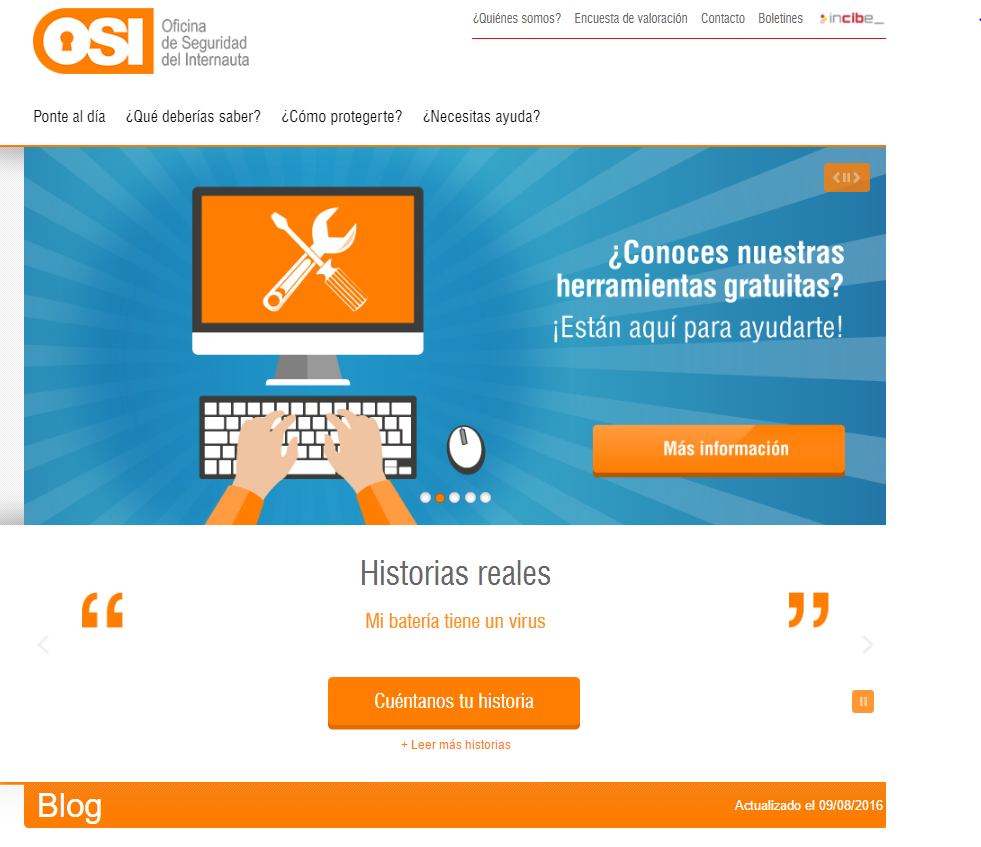 OSI
Oficina
de Seguridad
del Internauta
¿Quiénes somos? Encuesta de valoración Contacto Boletines incibe_
Ponte al día ¿Qué deberías saber? ¿Cómo protegerte? ¿Necesitas ayuda?
¿Conoces nuestras
herramientas gratuitas?
¡Están aquí para ayudarte!
Más información
Historias reales
“ Mi batería tiene un virus ”
Cuéntanos tu historia
+ Leer más historias
Blog Actualizado el 09/08/2016